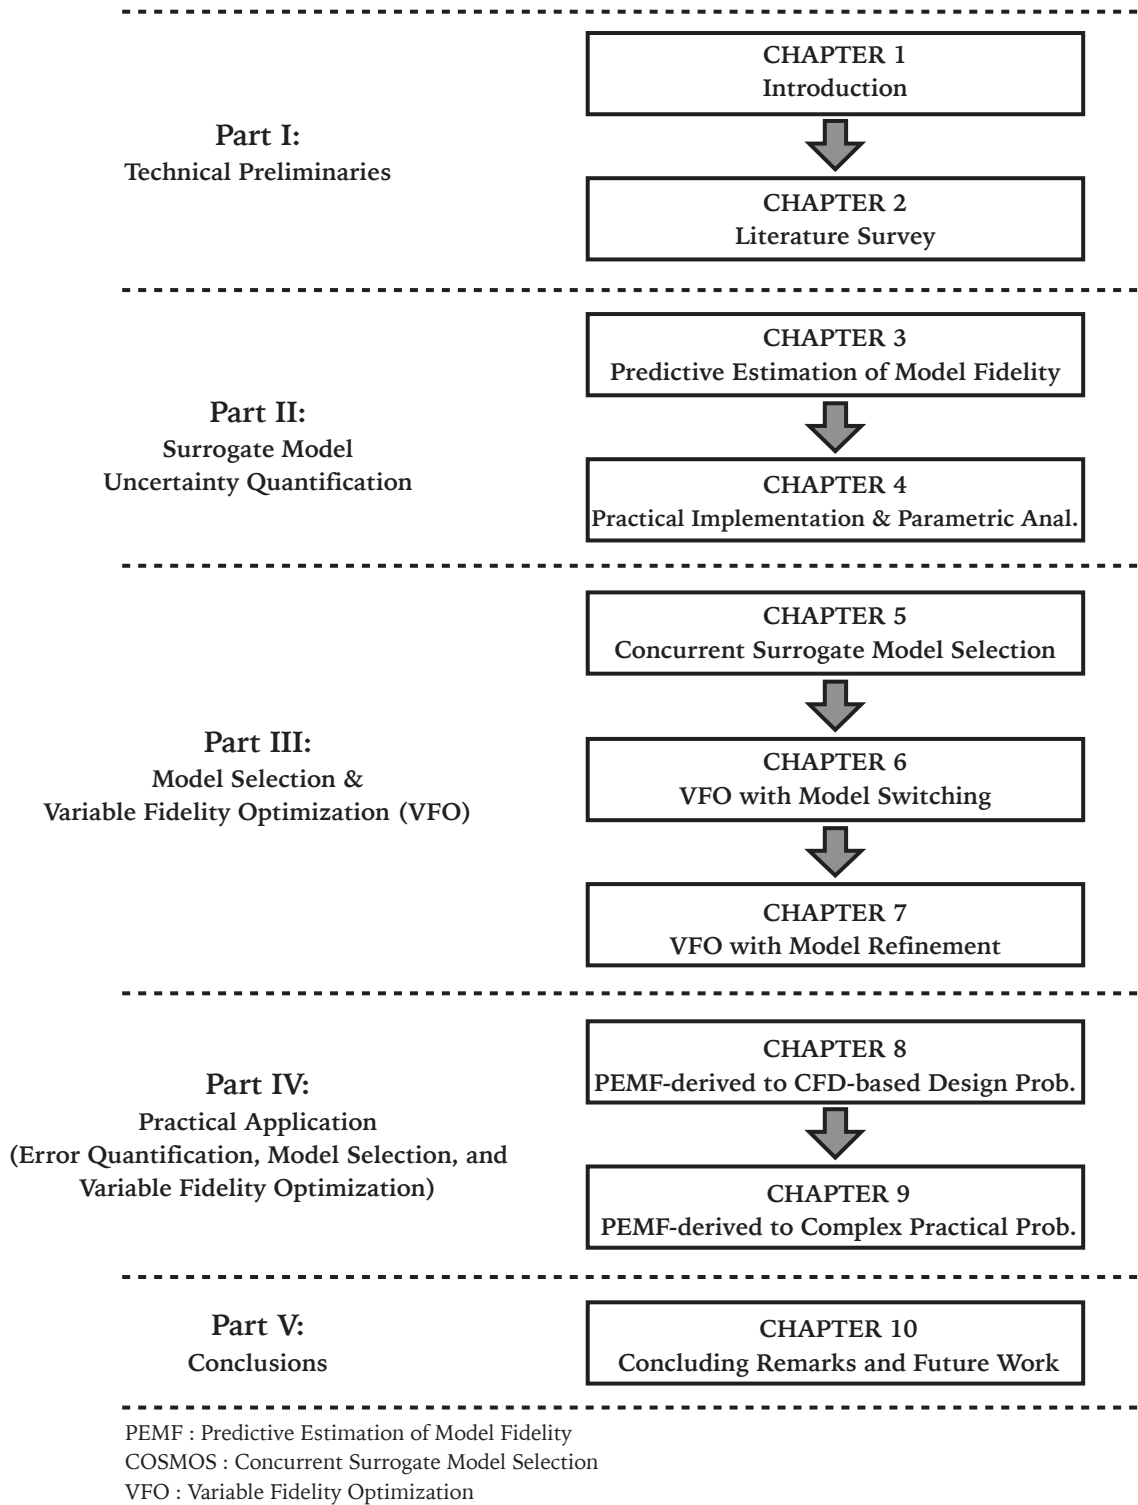 CHAPTER 1
Introduction
Part I:
Technical Preliminaries
CHAPTER 2
Literature Survey
CHAPTER 3
Predictive Estimation of Model Fidelity
Part II:
Surrogate Model
Uncertainty Quantification
CHAPTER 4
Practical Implementation & Parametric Anal.
CHAPTER 5
Concurrent Surrogate Model Selection
Part III:
Model Selection &
Variable Fidelity Optimization (VFO)
CHAPTER 6
VFO with Model Switching
CHAPTER 7
VFO with Model Refinement
CHAPTER 8
PEMF-derived to CFD-based Design Prob.
Part IV:
Practical Application
(Error Quantification, Model Selection, and
Variable Fidelity Optimization)
CHAPTER 9
PEMF-derived to Complex Practical Prob.
Part V:
Conclusions
CHAPTER 10
Concluding Remarks and Future Work
PEMF : Predictive Estimation of Model Fidelity
COSMOS : Concurrent Surrogate Model Selection
VFO : Variable Fidelity Optimization